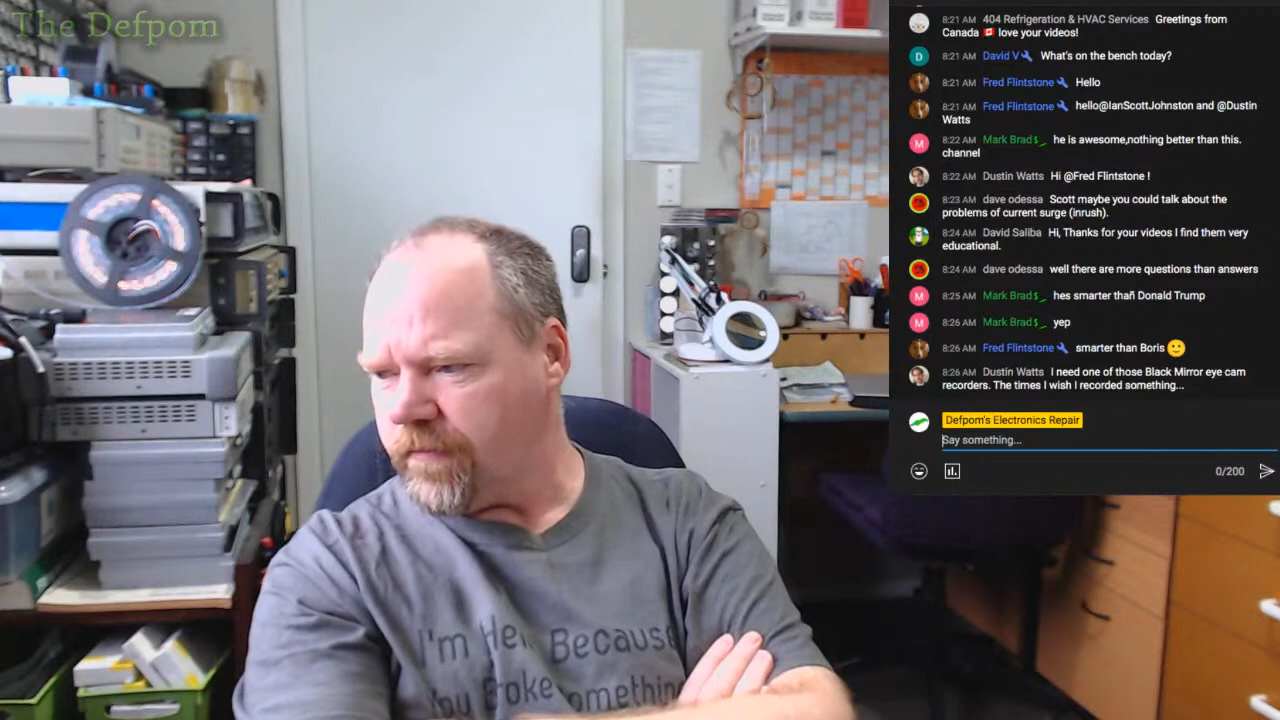 The Defpom
8:21 AM 404 Refrigeration & HVAC Services Greetings from
Canada 🇨🇦 love your videos!
D
8:21 AM David V What's on the bench today?
8:21 AM Fred Flintstone Hello
8:21 AM Fred Flintstone hello@IanScottJohnston and @Dustin
Watts
M
8:22 AM Mark Brad he is awesome,nothing better than this.
channel
8:22 AM Dustin Watts Hi @Fred Flintstone !
8:23 AM dave odessa Scott maybe you could talk about the
problems of current surge (inrush).
8:24 AM David Saliba Hi, Thanks for your videos I find them very
educational.
8:24 AM dave odessa well there are more questions than answers
M
8:25 AM Mark Brad hes smarter thañ Donald Trump
M
8:26 AM Mark Brad yep
8:26 AM Fred Flintstone smarter than Boris 🙂
8:26 AM Dustin Watts I need one of those Black Mirror eye cam
recorders. The times I wish I recorded something...
Defpom's Electronics Repair
Say something...
0/200
I'm He Because
You Broke omething